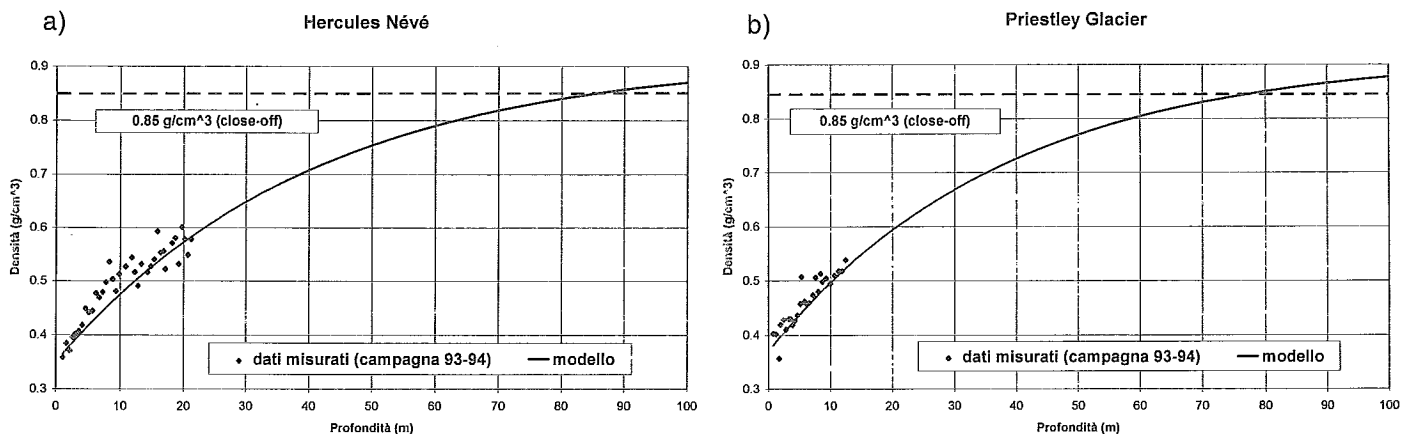 a)
Hercules Névé
0.9
0.8
0.7
0.6
0.5
0.4
0.3
Densità (g/cm^3)
0.85 g/cm^3 (close-off)
dati misurati (campagna 93-94)
modello
0 10 20 30 40 50 60 70 80 90 100
Profondità (m)
b)
Priestley Glacier
0.9
0.8
0.7
0.6
0.5
0.4
0.3
Densità (g/cm^3)
0.85 g/cm^3 (close-off)
dati misurati (campagna 93-94)
modello
0 10 20 30 40 50 60 70 80 90 100
Profondità (m)